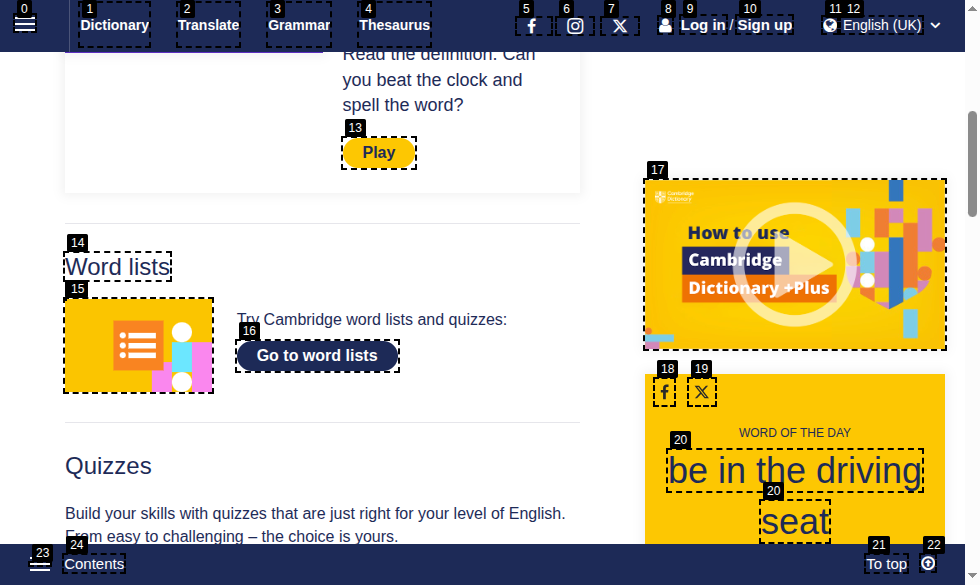 0
1
2
3
4
5
6
7
8
9
10
11
12
Dictionary
Translate
Grammar
Thesaurus
Log in / Sign up
English (UK)
Read the definition. Can
you beat the clock and
spell the word?
13
Play
14
Word lists
15
Try Cambridge word lists and quizzes:
16
Go to word lists
Quizzes
Build your skills with quizzes that are just right for your level of English.
From easy to challenging – the choice is yours.
17
Cambridge
Dictionary
How to use
Cambridge
Dictionary +Plus
18
19
WORD OF THE DAY
20
be in the driving
20
seat
23
24
Contents
21
22
To top